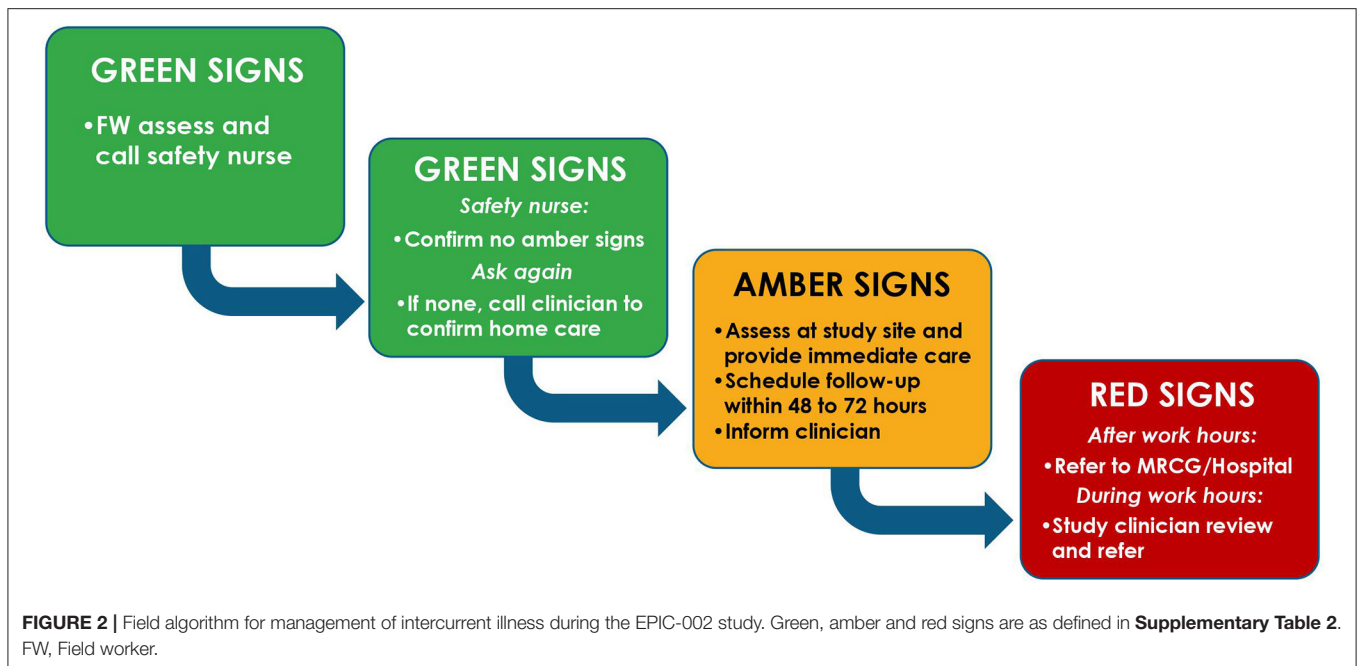 GREEN SIGNS
•FW assess and
call safety nurse
GREEN SIGNS
Safety nurse:
•Confirm no amber signs
Ask again
•If none, call clinician to
confirm home care
AMBER SIGNS
•Assess at study site and
provide immediate care
•Schedule follow-up
within 48 to 72 hours
•Inform clinician
RED SIGNS
After work hours:
•Refer to MRCG/Hospital
During work hours:
•Study clinician review
and refer
FIGURE 2 | Field algorithm for management of intercurrent illness during the EPIC-002 study. Green, amber and red signs are as defined in Supplementary Table 2.
FW, Field worker.